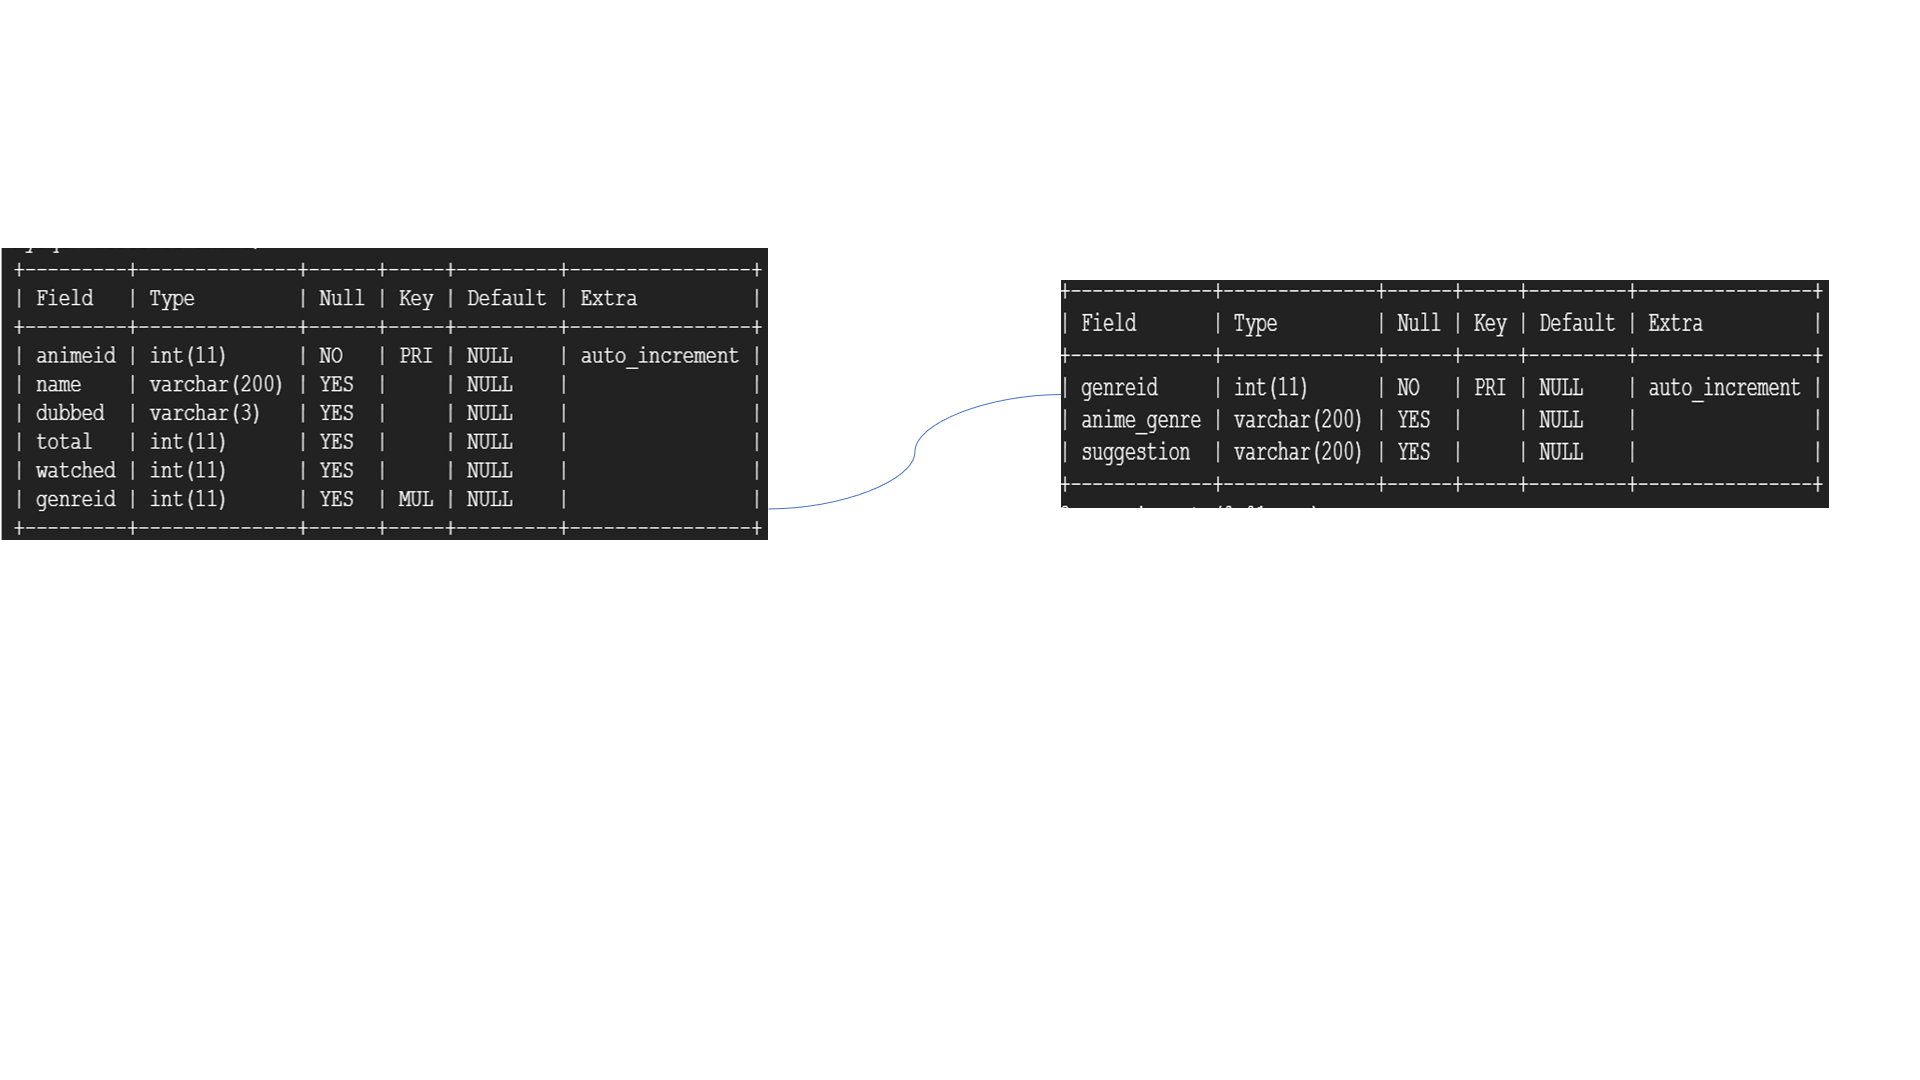 +---------+--------------+------+-----+---------+----------------+
| Field   | Type         | Null | Key | Default | Extra          |
+---------+--------------+------+-----+---------+----------------+
| animeid | int(11)      | NO   | PRI | NULL    | auto_increment |
| name    | varchar(200) | YES  |     | NULL    |                |
| dubbed  | varchar(3)   | YES  |     | NULL    |                |
| total   | int(11)      | YES  |     | NULL    |                |
| watched | int(11)      | YES  |     | NULL    |                |
| genreid | int(11)      | YES  | MUL | NULL    |                |
+---------+--------------+------+-----+---------+----------------+
+-------------+--------------+------+-----+---------+----------------+
| Field       | Type         | Null | Key | Default | Extra          |
+-------------+--------------+------+-----+---------+----------------+
| genreid     | int(11)      | NO   | PRI | NULL    | auto_increment |
| anime_genre | varchar(200) | YES  |     | NULL    |                |
| suggestion  | varchar(200) | YES  |     | NULL    |                |
+-------------+--------------+------+-----+---------+----------------+